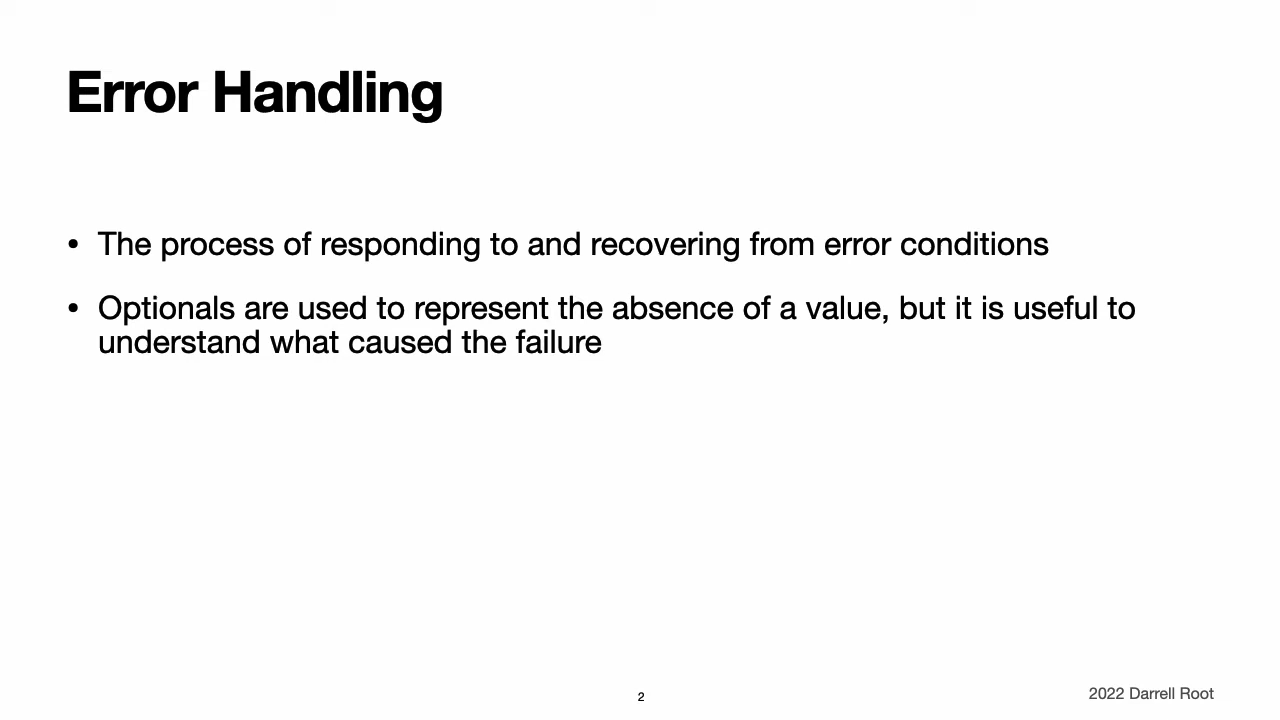 Error Handling
• The process of responding to and recovering from error conditions
• Optionals are used to represent the absence of a value, but it is useful to
understand what caused the failure
2
2022 Darrell Root